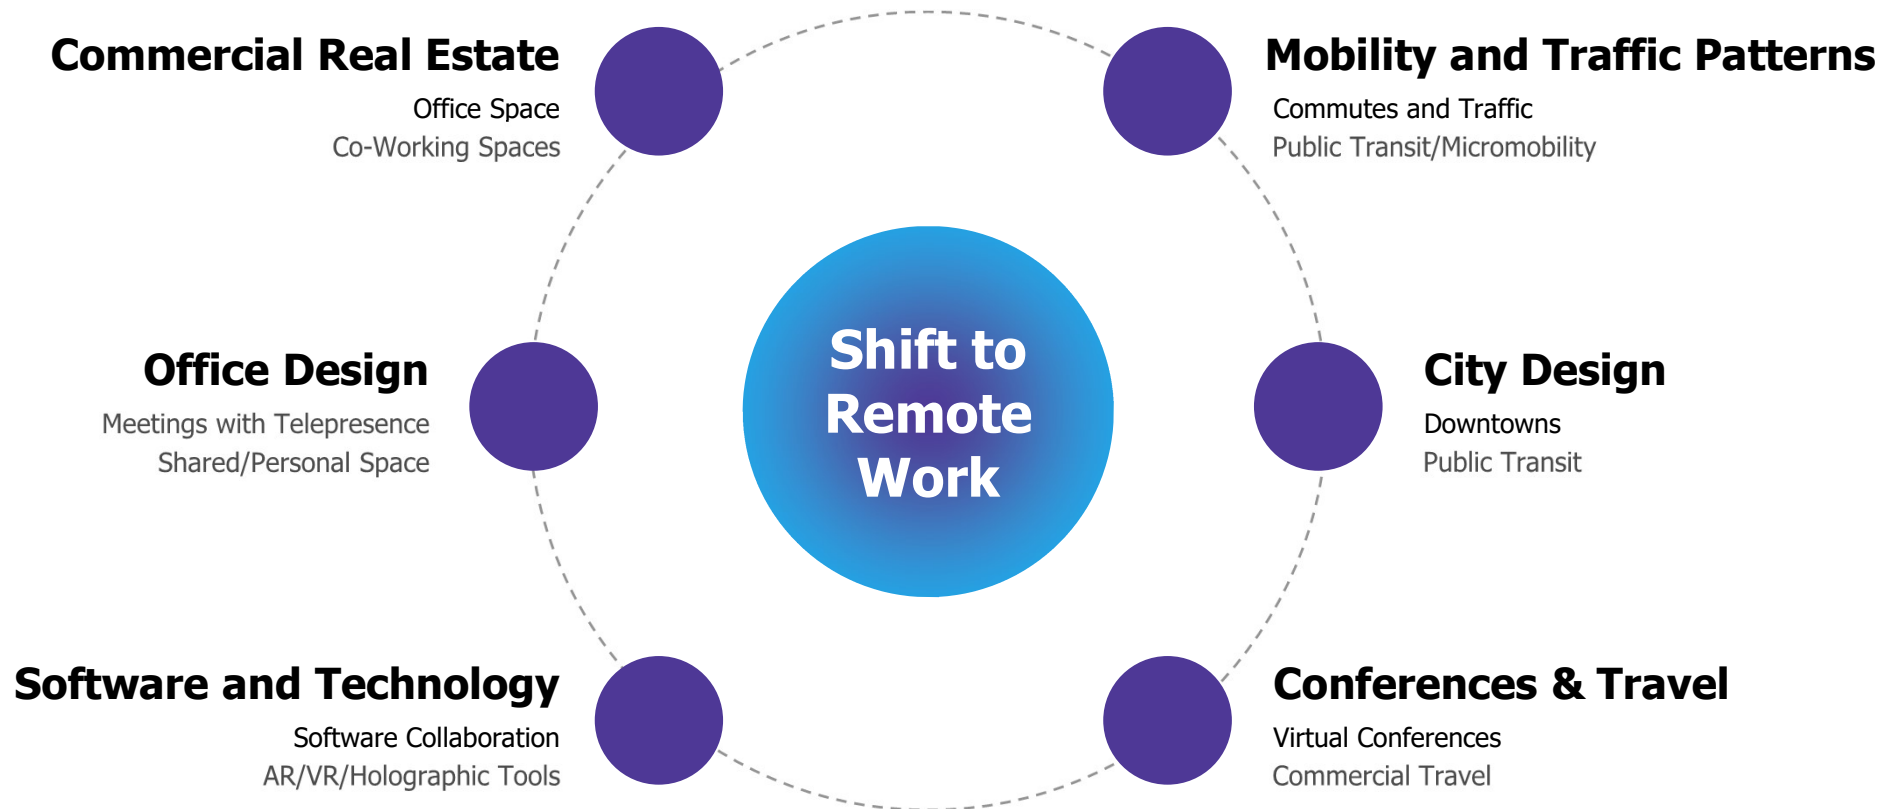 Commercial Real Estate
Office Space
Co-Working Spaces
Mobility and Traffic Patterns
Commutes and Traffic
Public Transit/Micromobility
Office Design
Meetings with Telepresence
Shared/Personal Space
Shift to
Remote
Work
City Design
Downtowns
Public Transit
Software and Technology
Software Collaboration
AR/VR/Holographic Tools
Conferences & Travel
Virtual Conferences
Commercial Travel